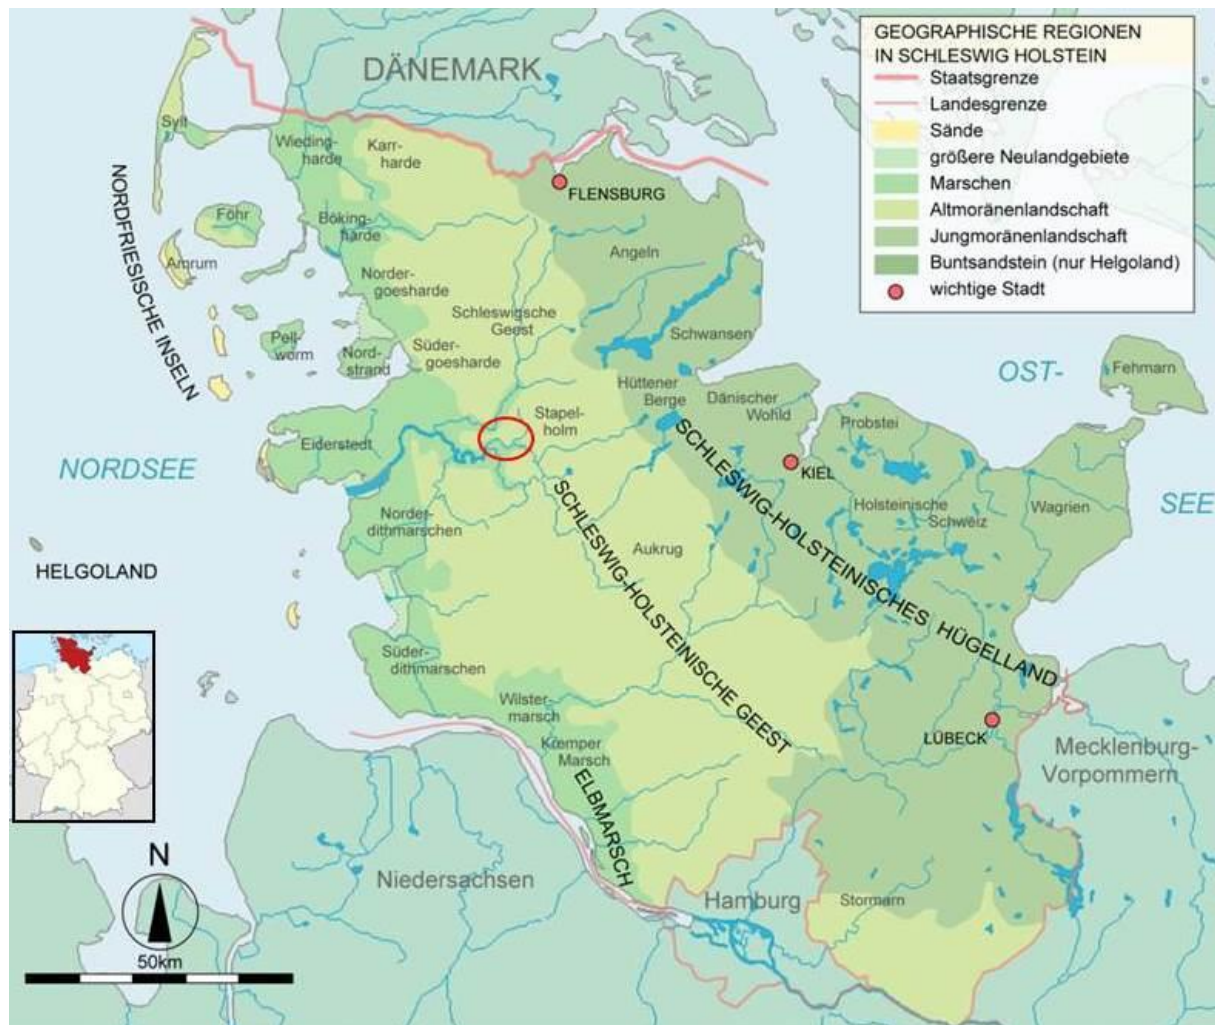 GEOGRAPHISCHE REGIONEN
IN SCHLESWIG HOLSTEIN
Staatsgrenze
Landesgrenze
Sände
größere Neulandgebiete
Marschen
Altmoränenlandschaft
Jungmoränenlandschaft
Buntsandstein (nur Helgoland)
wichtige Stadt
DÄNEMARK
Sylt
Wieding-
harde
Karr-
harde
FLENSBURG
NORDFRIESISCHE INSELN
Föhr
Böking-
harde
Angeln
Amrum
Norder-
goesharde
Schleswigsche
Geest
Schwansen
Pell-
worm
Nord-
strand
Süder-
goesharde
Hüttener
Berge
Dänischer
Wohld
OST-
Fehmarn
Stapel-
holm
Probstei
Eiderstedt
NORDSEE
SCHLESWIG-HOLSTEINISCHES HÜGELLAND
KIEL
SEE
Holsteinische
Schweiz
Wagrien
Norder-
dithmarschen
SCHLESWIG-HOLSTEINISCHE GEEST
Aukrug
HELGOLAND
Süder-
dithmarschen
Wilster-
marsch
Kremper
Marsch
ELBMARSCH
LÜBECK
Mecklenburg-
Vorpommern
N
50km
Niedersachsen
Hamburg
Stormarn